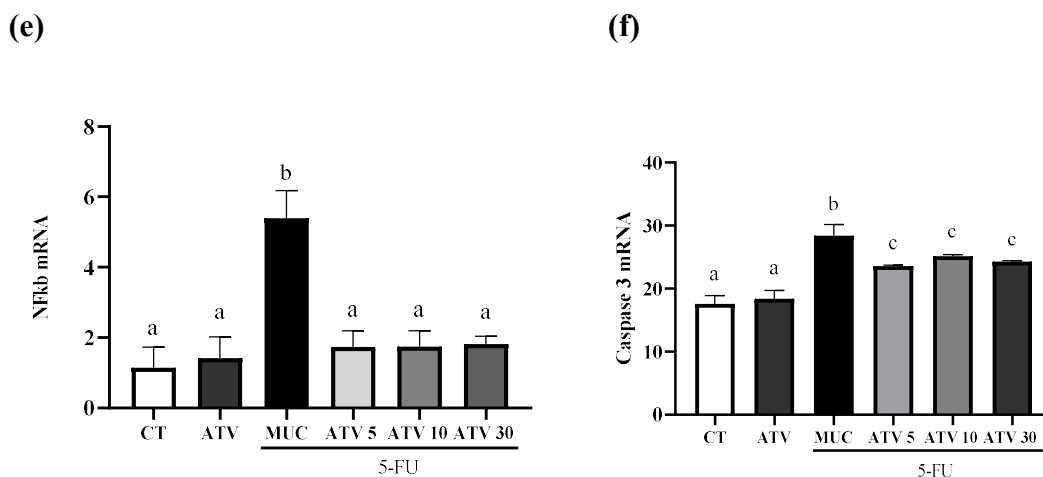 (e)
(f)
NFkb mRNA
8
6
4
2
0
a
a
b
a
a
a
CT
ATV
MUC
ATV 5
ATV 10
ATV 30
5-FU
Caspase 3 mRNA
40
30
20
10
0
a
a
b
c
c
c
CT
ATV
MUC
ATV 5
ATV 10
ATV 30
5-FU